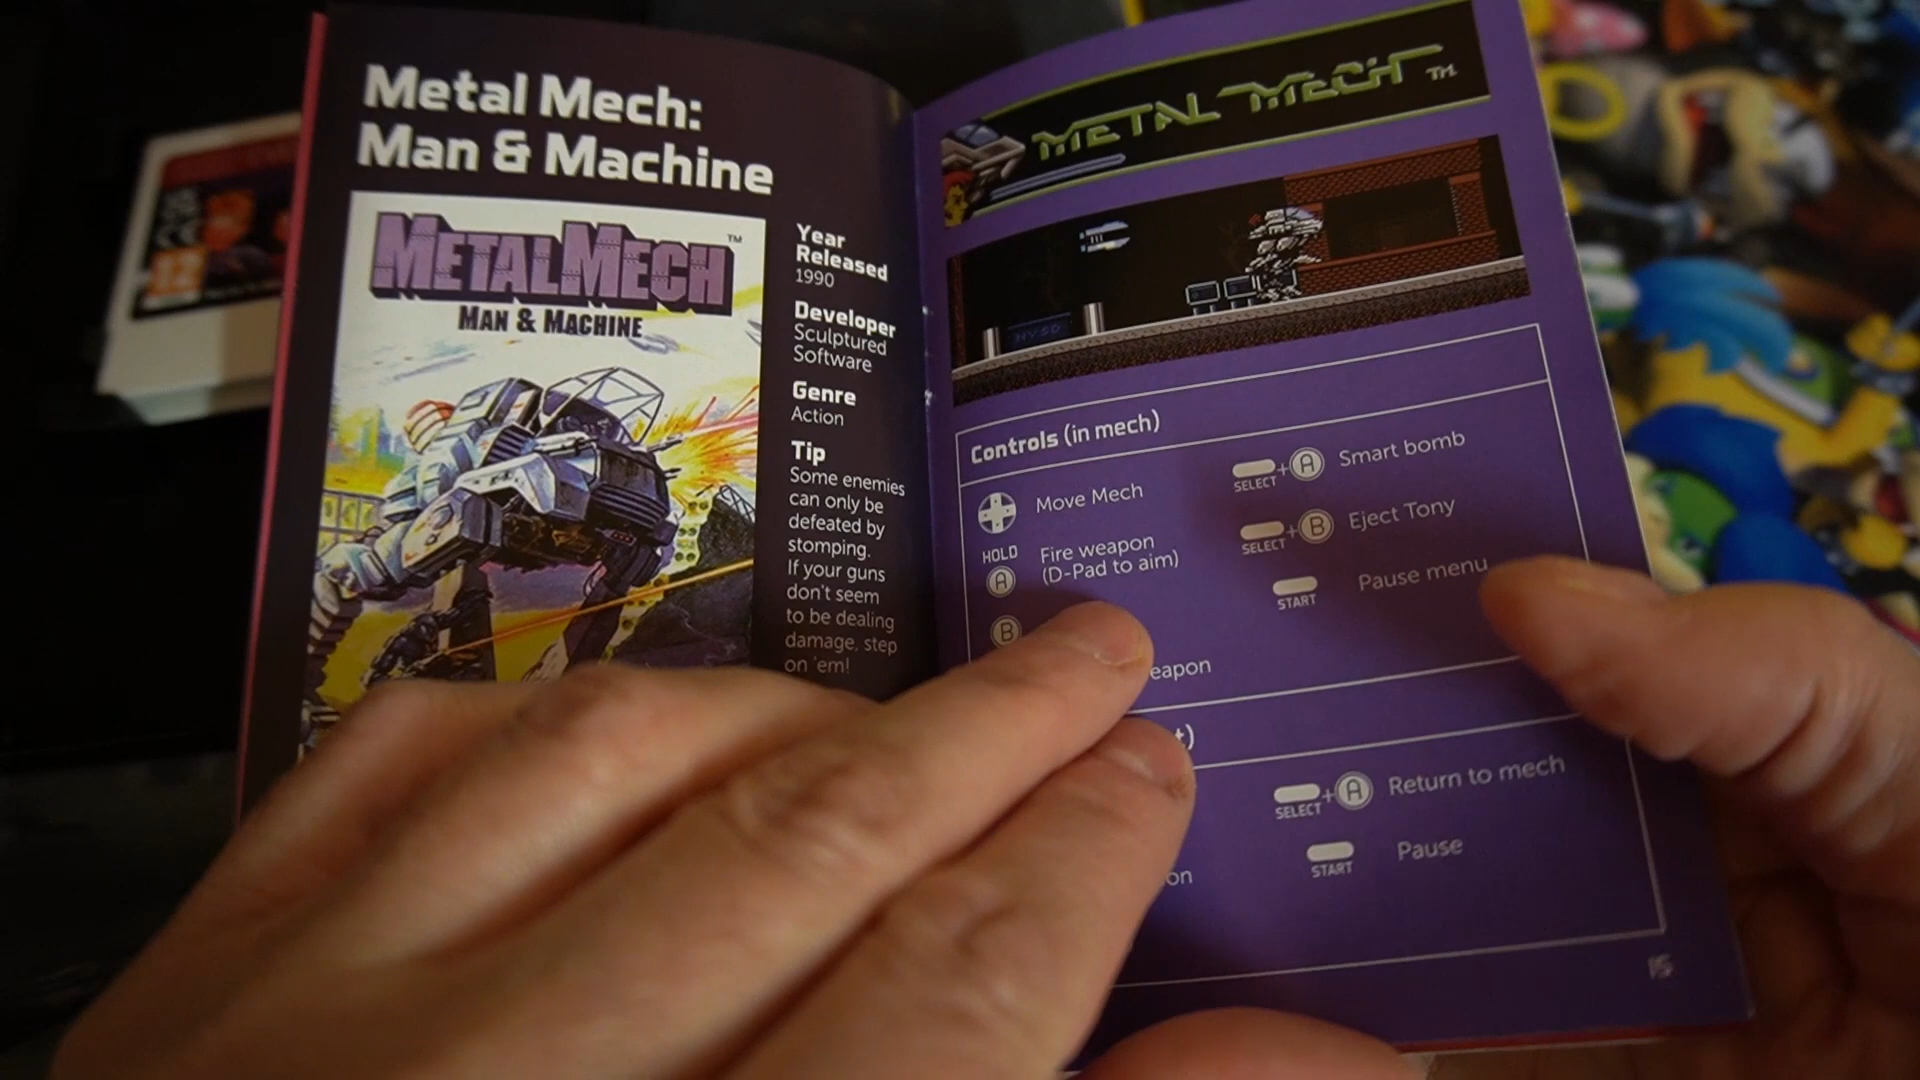 Metal Mech:
Man & Machine
METALMECH
TM
MAN & MACHINE
Year
Released
1990
Developer
Sculptured
Software
Genre
Action
Tip
Some enemies
can only be
defeated by
stomping.
If your guns
don't seem
to be dealing
damage, step
on 'em!
METAL MECH TM
NYSD
Controls (in mech)
Move Mech
HOLD
A
Fire weapon
(D-Pad to aim)
B
eapon
SELECT + A Smart bomb
SELECT + B Eject Tony
START Pause menu
t)
on
SELECT + A Return to mech
START Pause
15